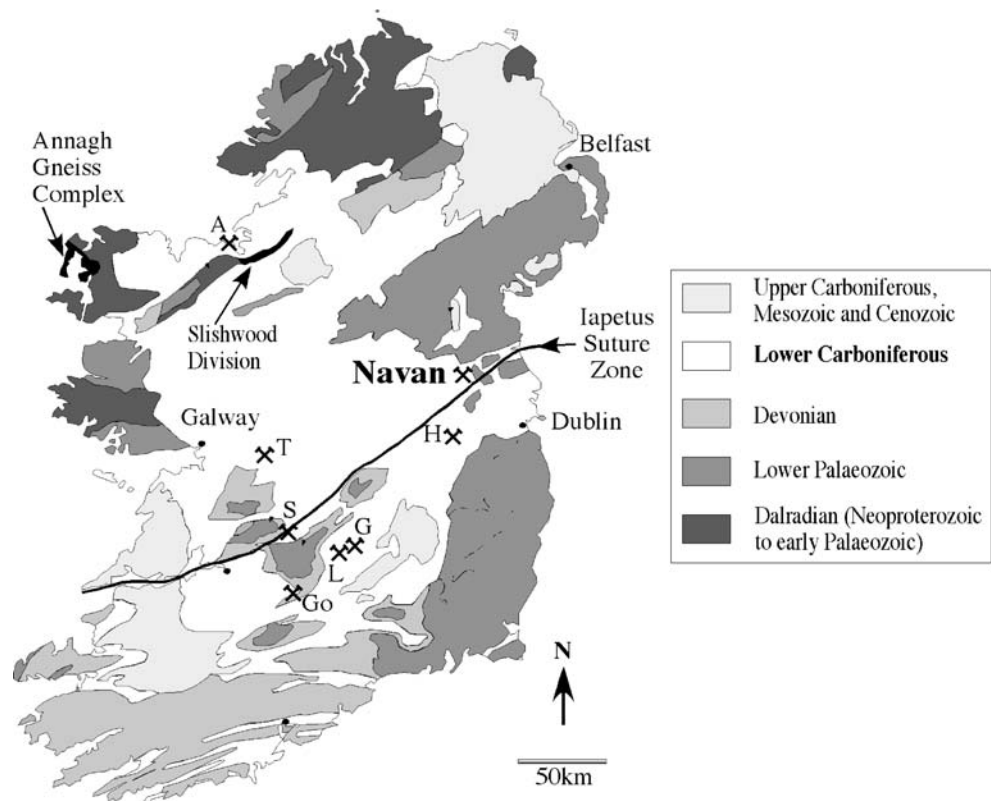 Annagh
Gneiss
Complex
A
Belfast
Slishwood
Division
Navan
Iapetus
Suture
Zone
Galway
T
H
Dublin
S
G
L
Go
N
50km
Upper Carboniferous,
Mesozoic and Cenozoic
Lower Carboniferous
Devonian
Lower Palaeozoic
Dalradian (Neoproterozoic
to early Palaeozoic)